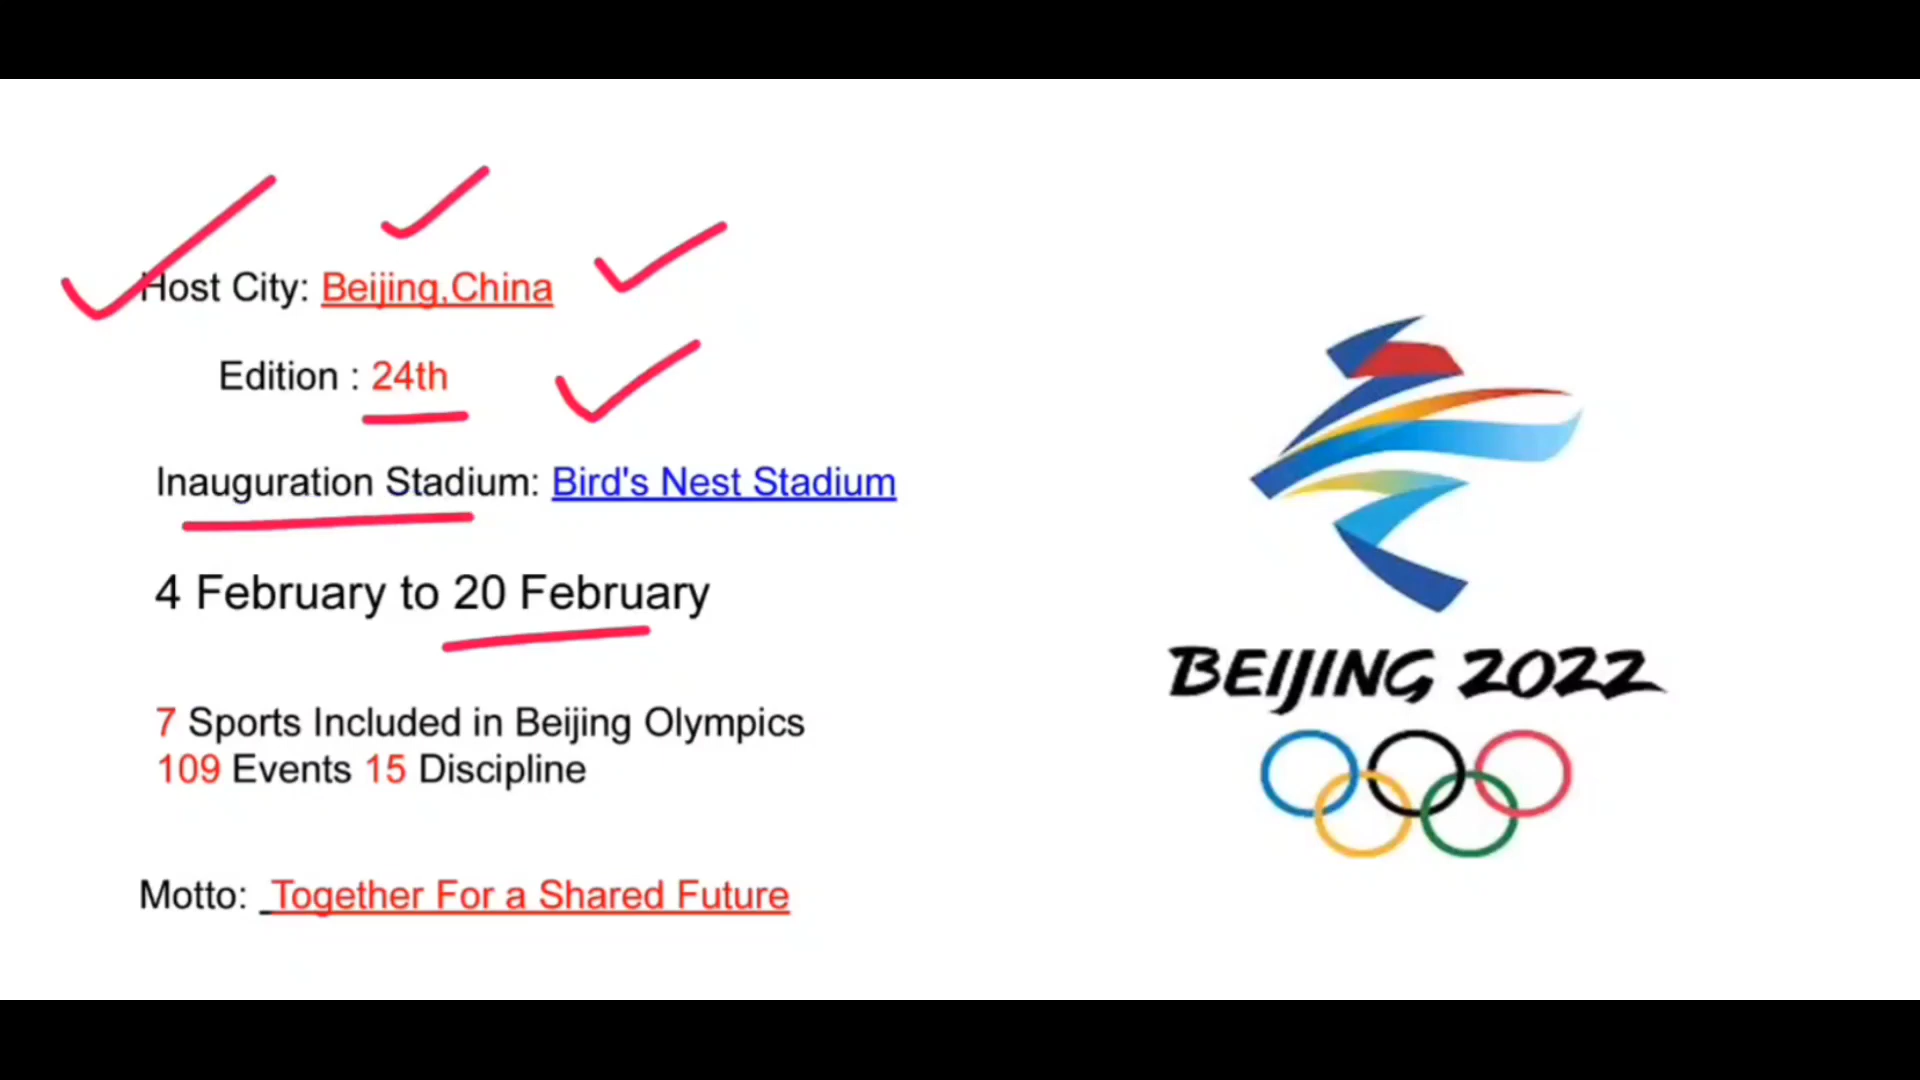 Host City: Beijing,China
Edition : 24th
Inauguration Stadium: Bird's Nest Stadium
4 February to 20 February
7 Sports Included in Beijing Olympics
109 Events 15 Discipline
Motto: _Together For a Shared Future
BEIJING 2022